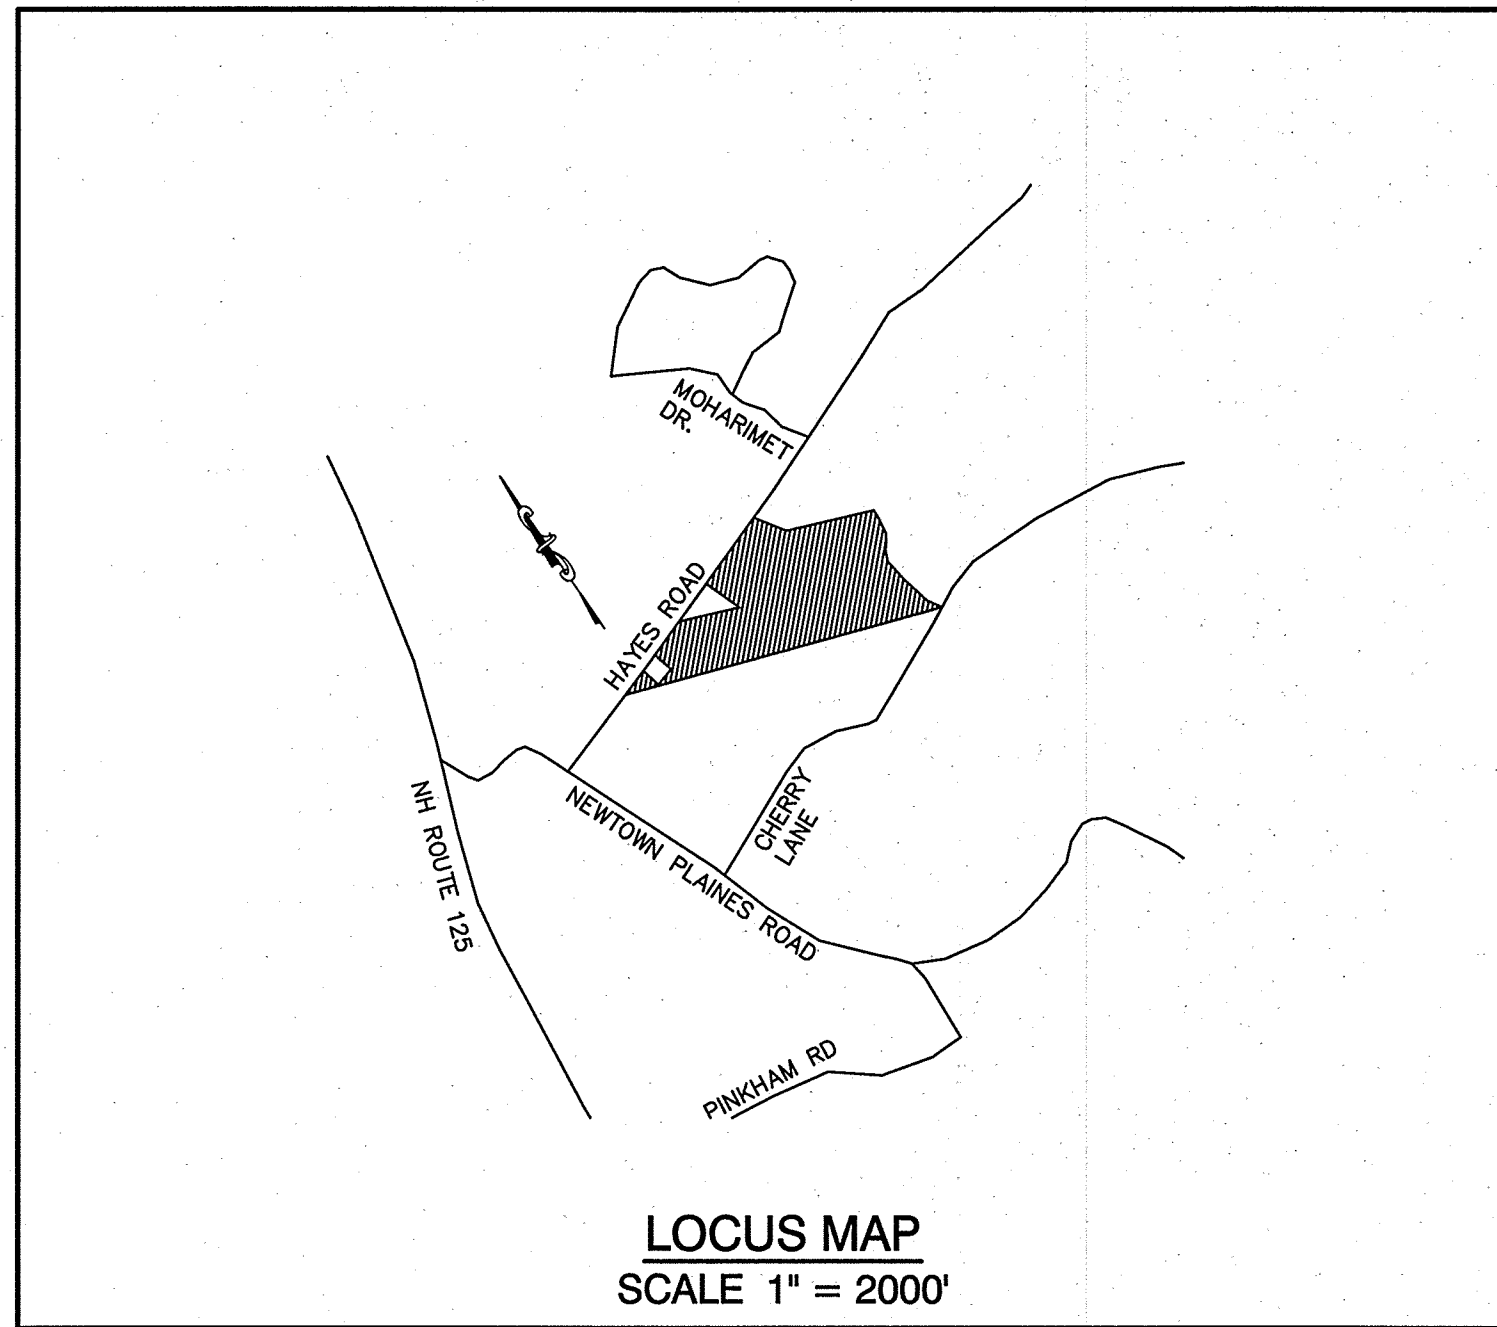 MOHARIMET
DR.
HAYES ROAD
NH ROUTE 125
NEWTOWN PLAINES ROAD
CHERRY
LANE
PINKHAM RD
LOCUS MAP
SCALE 1" = 2000'